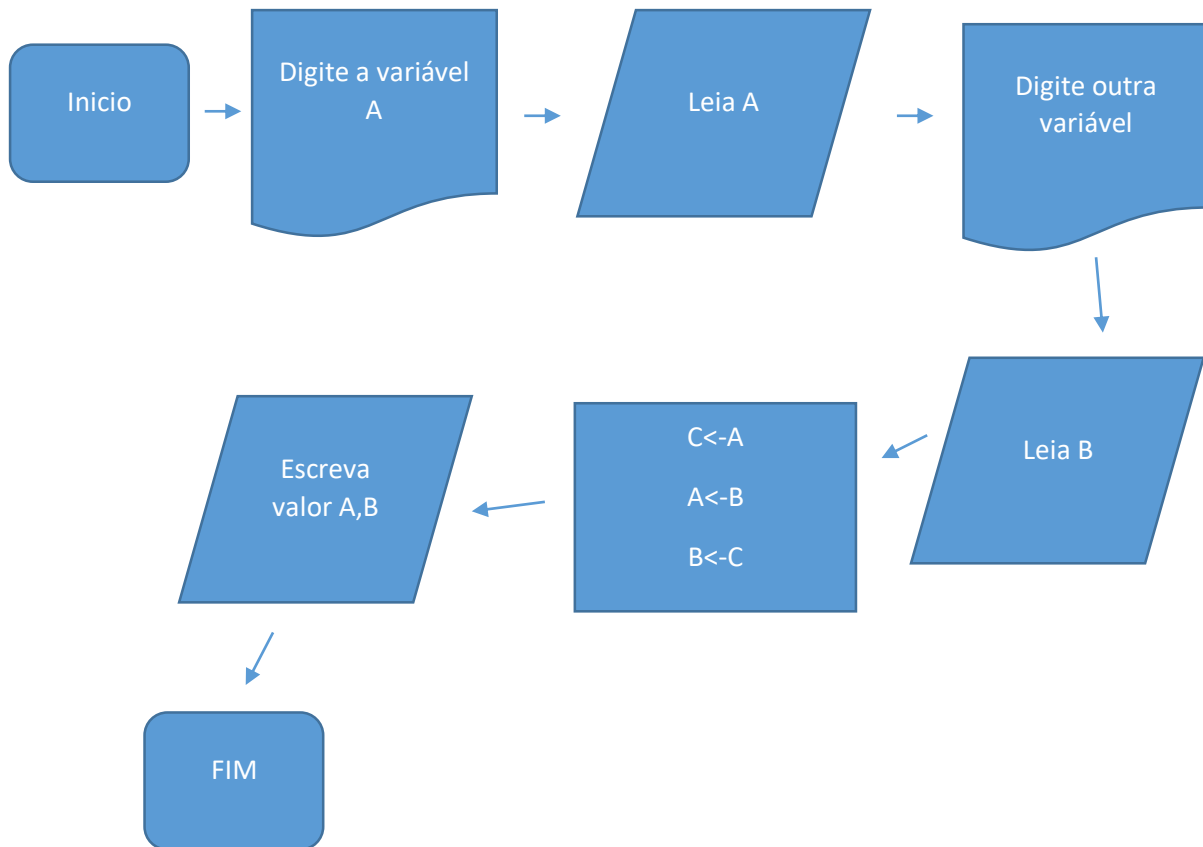 Inicio
Digite a variável
A
Leia A
Digite outra
variável
Leia B
C<-A
A<-B
B<-C
Escreva
valor A,B
FIM